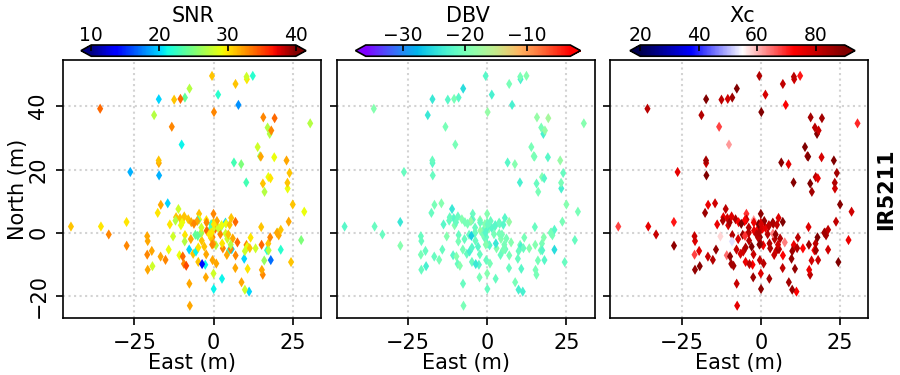 SNR DBV Xc
10 20 30 40 −30 −20 −10 20 40 60 80
North (m)
40
20
0
−20
IR5211
−25 0 25 −25 0 25 −25 0 25
East (m) East (m) East (m)